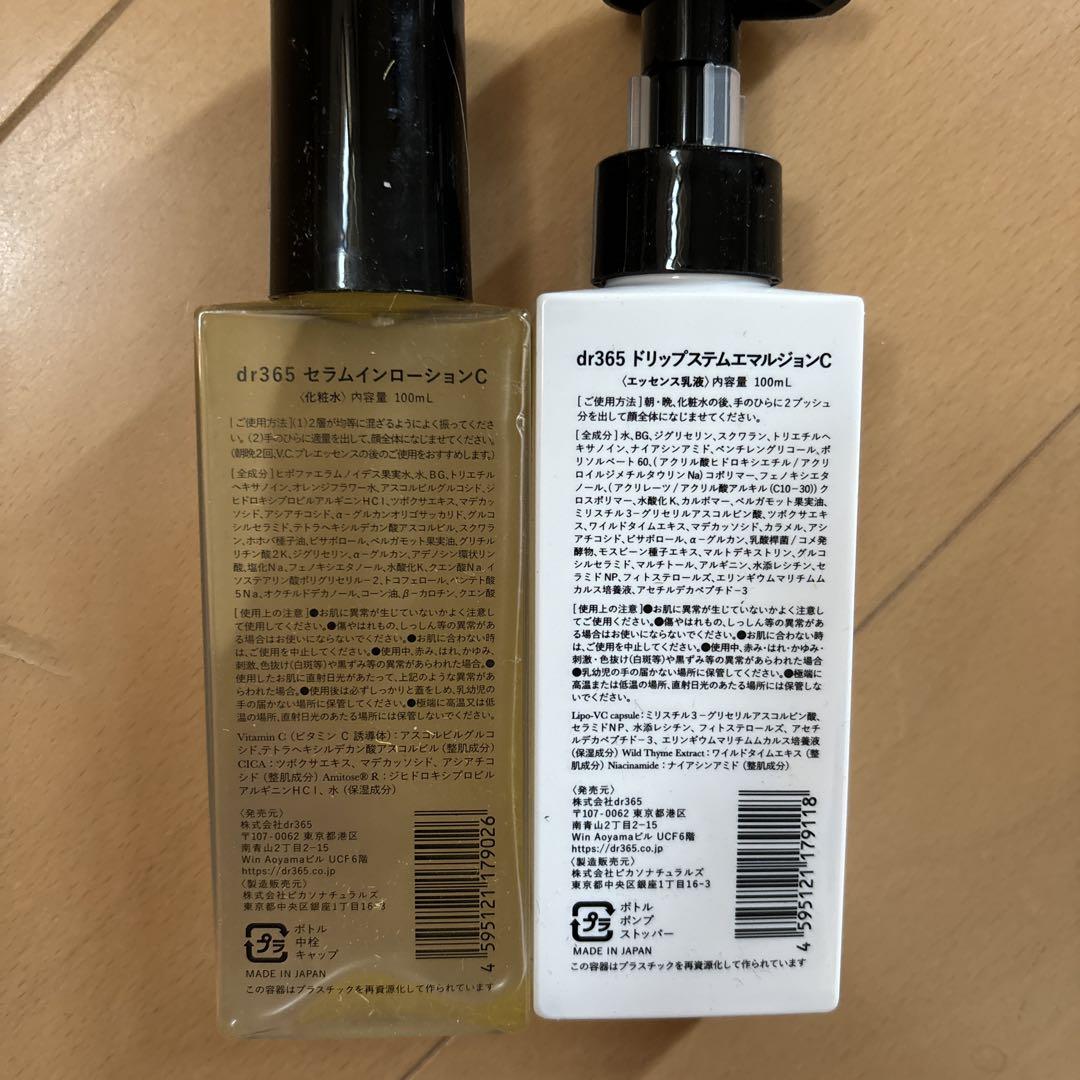 dr365 セラムインローションC
〈化粧水〉内容量 100mL
[ご使用方法](1)2層が均等に混ざるようによく振ってくださ
い。(2)手のひらに適量を出して、顔全体になじませてください。
(朝晩2回、V.C.プレエッセンスの後のご使用をおすすめします。)
[全成分]ヒポファエラムノイデス果実水、水、BG、トリエチル
ヘキサノイン、オレンジフラワー水、アスコルビルグルコシド、ジ
ヒドロキシプロピルアルギニンHCl、ツボクサエキス、マデカッ
ソシド、アシアチコシド、α-グルカンオリゴサッカリド、グルコ
シルセラミド、テトラヘキシルデカン酸アスコルビル、スクワラ
ン、ホホバ種子油、ビサボロール、ベルガモット果実油、グリチル
リチン酸2K、ジグリセリン、α-グルカン、アデノシン環状リン
酸、塩化Na、フェノキシエタノール、水酸化K、クエン酸Na、イ
ソステアリン酸ポリグリセリル-2、トコフェロール、ペンテト酸
5Na、オクチルドデカノール、コーン油、β-カロチン、クエン酸
[使用上の注意]●お肌に異常が生じていないかよく注意し
て使用してください。●傷やはれもの、しっしん等の異常があ
る場合はお使いにならないでください。●お肌に合わない時
は、ご使用を中止してください。●使用中、赤み、はれ、かゆみ、
刺激、色抜け(白斑等)や黒ずみ等の異常があらわれた場合。●
使用したお肌に直射日光があたって、上記のような異常があ
らわれた場合。●使用後は必ずしっかりと蓋をしめ、乳幼児の
手の届かない場所に保管してください。●極端に高温又は低
温の場所、直射日光のあたる場所には保管しないでください。
Vitamin C (ビタミン C 誘導体):アスコルビルグルコ
シド、テトラヘキシルデカン酸アスコルビル (整肌成分)
CICA:ツボクサエキス、マデカッソシド、アシアチコ
シド (整肌成分) Amitose® R:ジヒドロキシプロピル
アルギニンHCl、水 (保湿成分)
〈発売元〉
株式会社dr365
〒107-0062 東京都港区
南青山2丁目2-15
Win Aoyamaビル UCF6階
https://dr365.co.jp
〈製造販売元〉
株式会社ピカソナチュラルズ
東京都中央区銀座1丁目16-3
プラ
ボトル
中栓
キャップ
MADE IN JAPAN
この容器はプラスチックを再資源化して作られています
4 595121 179026
dr365 ドリップステムエマルジョンC
〈エッセンス乳液〉内容量 100mL
[ご使用方法]朝・晩、化粧水の後、手のひらに2プッシュ
分を出して顔全体になじませてください。
[全成分]水、BG、ジグリセリン、スクワラン、トリエチルヘ
キサノイン、ナイアシンアミド、ペンチレングリコール、ポ
リソルベート60、(アクリル酸ヒドロキシエチル/アクリ
ロイルジメチルタウリンNa)コポリマー、フェノキシエタ
ノール、(アクリレーツ/アクリル酸アルキル(C10-30))ク
ロスポリマー、水酸化K、カルボマー、ベルガモット果実油、
ミリスチル3-グリセリルアスコルビン酸、ツボクサエキ
ス、ワイルドタイムエキス、マデカッソシド、カラメル、アシ
アチコシド、ビサボロール、α-グルカン、乳酸桿菌/コメ発
酵物、モスビーン種子エキス、マルトデキストリン、グルコ
シルセラミド、マルチトール、アルギニン、水添レシチン、セ
ラミドNP、フィトステロールズ、エリンギウムマリチムム
カルス培養液、アセチルデカペプチド-3
[使用上の注意]●お肌に異常が生じていないかよく注意し
てご使用ください。●傷やはれもの、しっしん等の異常があ
る場合はお使いにならないでください。●お肌に合わない時
は、ご使用を中止してください。●使用中、赤み・はれ・かゆみ・
刺激・色抜け(白斑等)や黒ずみ等の異常があらわれた場合
●乳幼児の手の届かない場所に保管してください。●極端に
高温または低温の場所、直射日光のあたる場所には保管しな
いでください。
Lipo-VC capsule:ミリスチル3-グリセリルアスコルビン酸、
セラミドNP、水添レシチン、フィトステロールズ、アセチ
ルデカペプチド-3、エリンギウムマリチムムカルス培養液
(保湿成分) Wild Thyme Extract:ワイルドタイムエキス (整
肌成分) Niacinamide:ナイアシンアミド (整肌成分)
〈発売元〉
株式会社dr365
〒107-0062 東京都港区
南青山2丁目2-15
Win Aoyamaビル UCF6階
https://dr365.co.jp
〈製造販売元〉
株式会社ピカソナチュラルズ
東京都中央区銀座1丁目16-3
プラ
ボトル
ポンプ
ストッパー
MADE IN JAPAN
この容器はプラスチックを再資源化して作られています
4 595121 179118